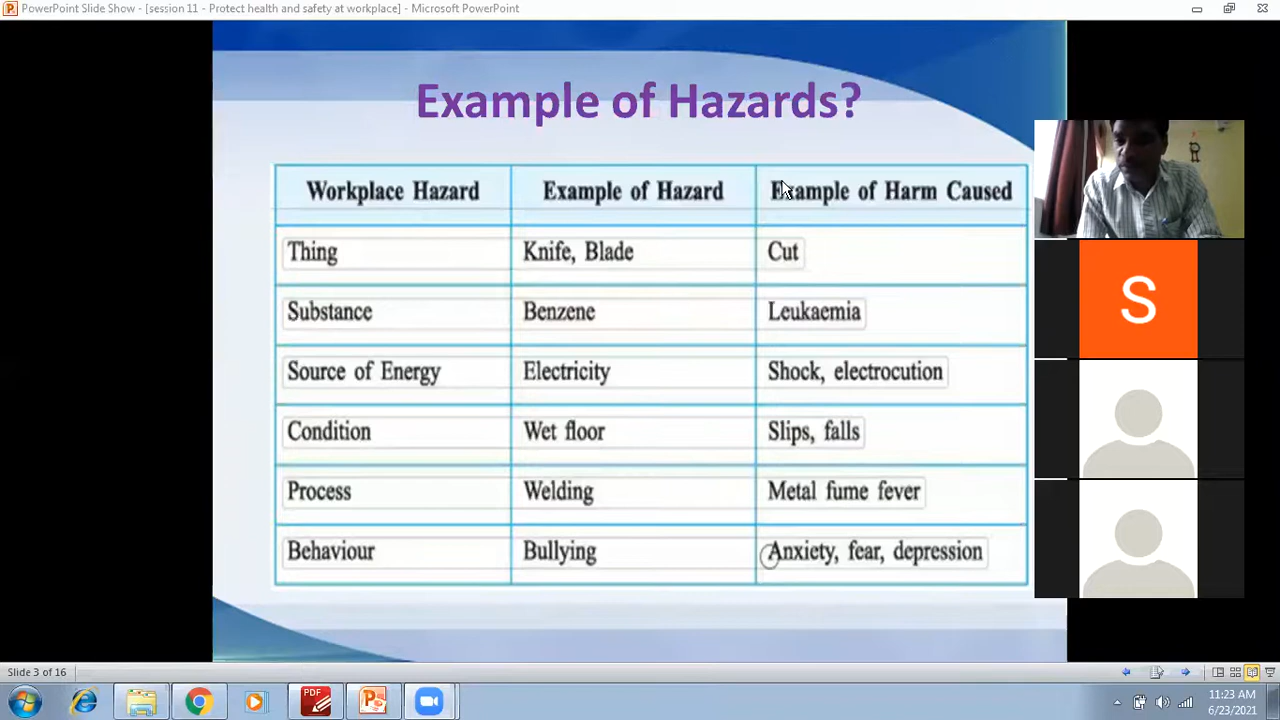 PowerPoint Slide Show - [session 11 - Protect health and safety at workplace] - Microsoft PowerPoint
Example of Hazards?
Workplace Hazard Example of Hazard Example of Harm Caused
Thing Knife, Blade Cut
Substance Benzene Leukaemia
Source of Energy Electricity Shock, electrocution
Condition Wet floor Slips, falls
Process Welding Metal fume fever
Behaviour Bullying Anxiety, fear, depression
R
S
Slide 3 of 16
PDF
11:23 AM
6/23/2021